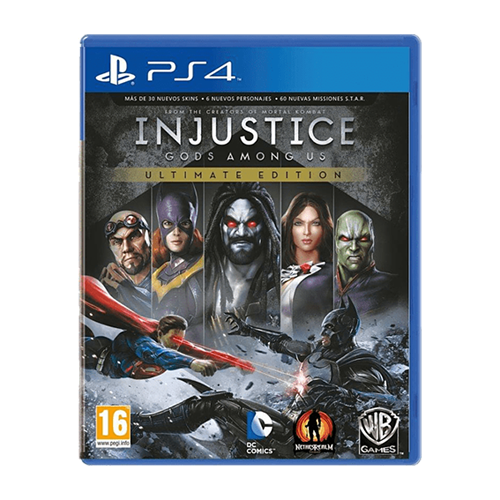 PS4
MÁS DE 30 NUEVOS SKINS • 6 NUEVOS PERSONAJES • 60 NUEVAS MISSIONES S.T.A.R.
FROM THE CREATORS OF MORTAL KOMBAT
INJUSTICE
GODS AMONG US
ULTIMATE EDITION
16
www.pegi.info
DC
COMICS™
NETHERREALM
WB
GAMES